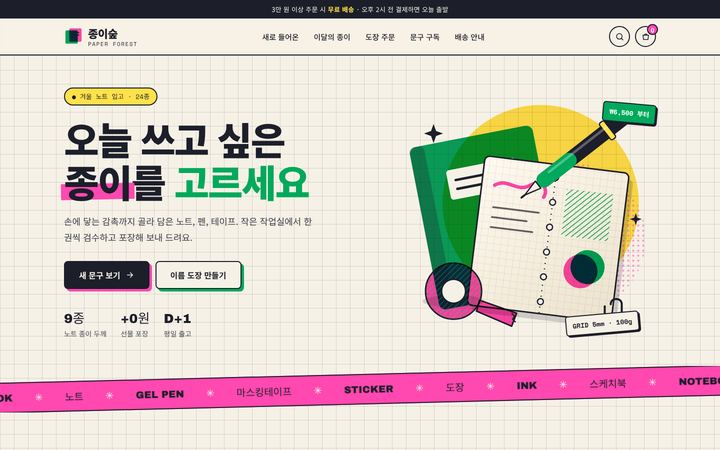 3만 원 이상 주문 시 무료 배송 · 오후 2시 전 결제하면 오늘 출발
종이숲
PAPER FOREST
새로 들어온 이달의 종이 도장 주문 문구 구독 배송 안내
0
● 겨울 노트 입고 · 24종
오늘 쓰고 싶은
종이를 고르세요
손에 닿는 감촉까지 골라 담은 노트, 펜, 테이프. 작은 작업실에서 한
권씩 검수하고 포장해 보내 드려요.
새 문구 보기 →
이름 도장 만들기
9종 +0원 D+1
노트 종이 두께 선물 포장 평일 출고
₩6,500 부터
GRID 5mm · 100g
OK ✳ 노트 ✳ GEL PEN ✳ 마스킹테이프 ✳ STICKER ✳ 도장 ✳ INK ✳ 스케치북 ✳ NOTEBO